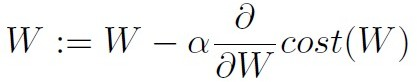 W := W - α ∂/∂W cost(W)